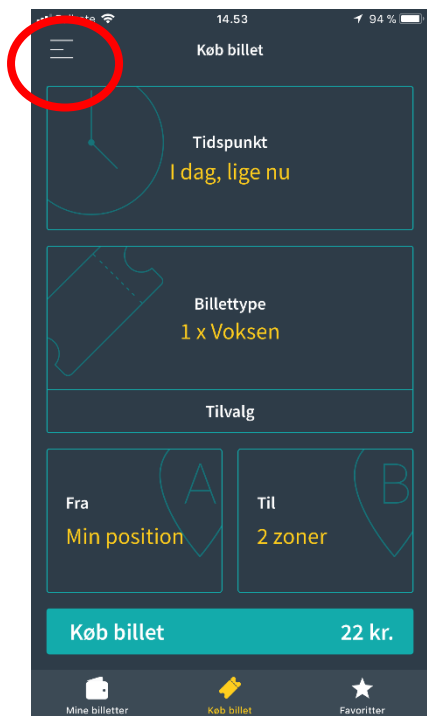 14.53
94 %
Køb billet
Tidspunkt
I dag, lige nu
Billettype
1 x Voksen
Tilvalg
A
B
Fra
Til
Min position
2 zoner
Køb billet
22 kr.
Mine billetter
Køb billet
Favoritter